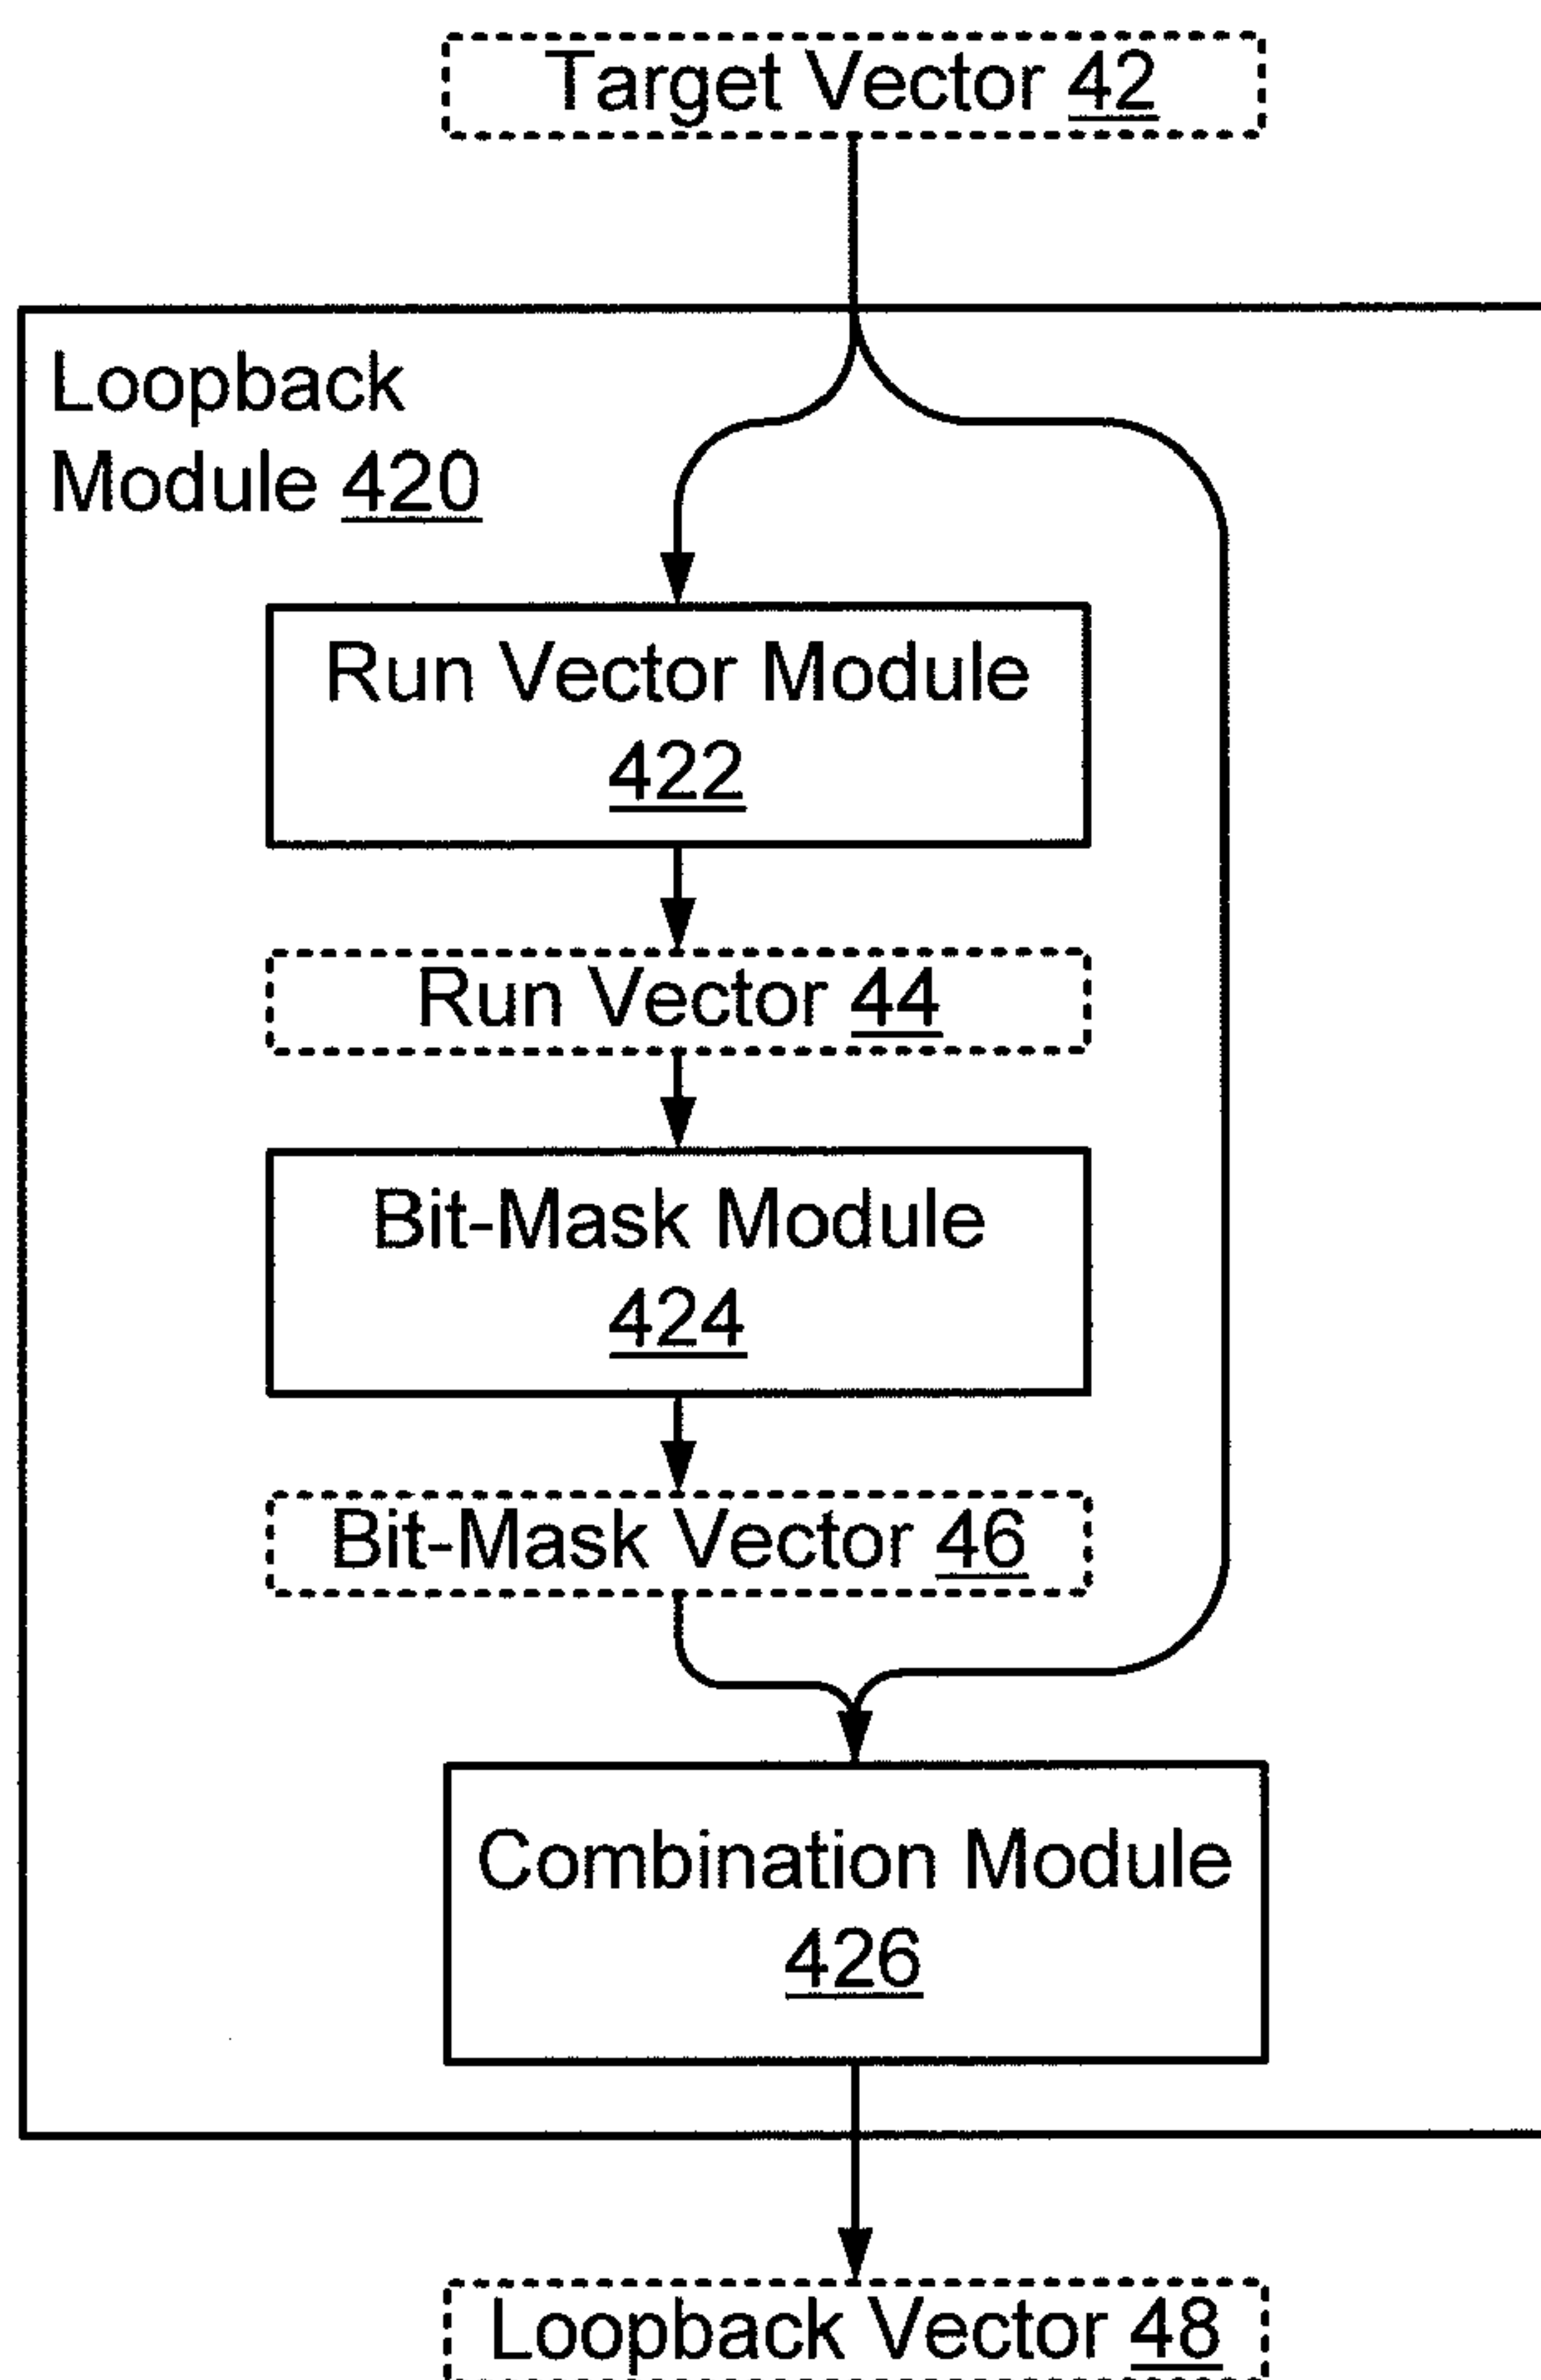 Target Vector 42
Loopback
Module 420
Run Vector Module
422
Run Vector 44
Bit-Mask Module
424
Bit-Mask Vector 46
Combination Module
426
Loopback Vector 48